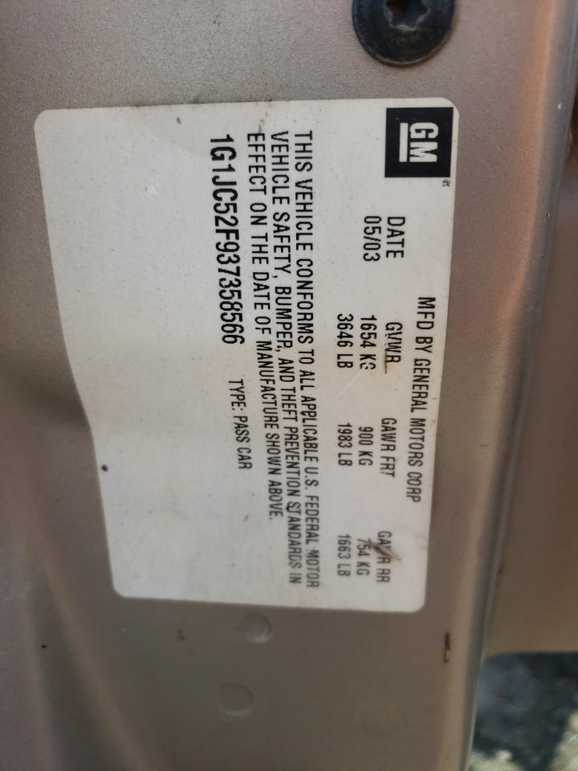 GM
MFD BY GENERAL MOTORS CORP
DATE GVWR GAWR FRT GAWR RR
05/03 1654 KG 900 KG 754 KG
3646 LB 1983 LB 1663 LB
THIS VEHICLE CONFORMS TO ALL APPLICABLE U.S. FEDERAL MOTOR
VEHICLE SAFETY, BUMPER, AND THEFT PREVENTION STANDARDS IN
EFFECT ON THE DATE OF MANUFACTURE SHOWN ABOVE.
1G1JC52F937358566 TYPE: PASS CAR